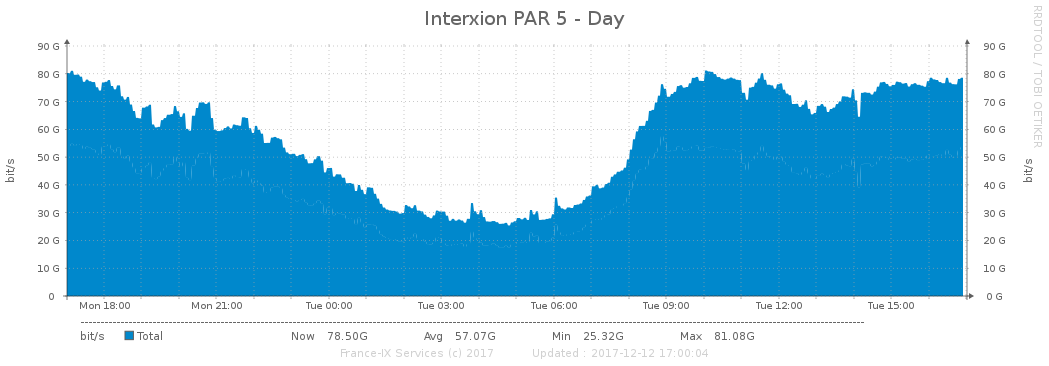 Interxion PAR 5 - Day
RRDTOOL / TOBI OETIKER
90 G 90 G
80 G 80 G
70 G 70 G
60 G 60 G
50 G 50 G
40 G 40 G
30 G 30 G
20 G 20 G
10 G 10 G
0 0 G
bit/s bit/s
Mon 18:00 Mon 21:00 Tue 00:00 Tue 03:00 Tue 06:00 Tue 09:00 Tue 12:00 Tue 15:00
bit/s Total Now 78.50G Avg 57.07G Min 25.32G Max 81.08G
France-IX Services (c) 2017 Updated : 2017-12-12 17:00:04